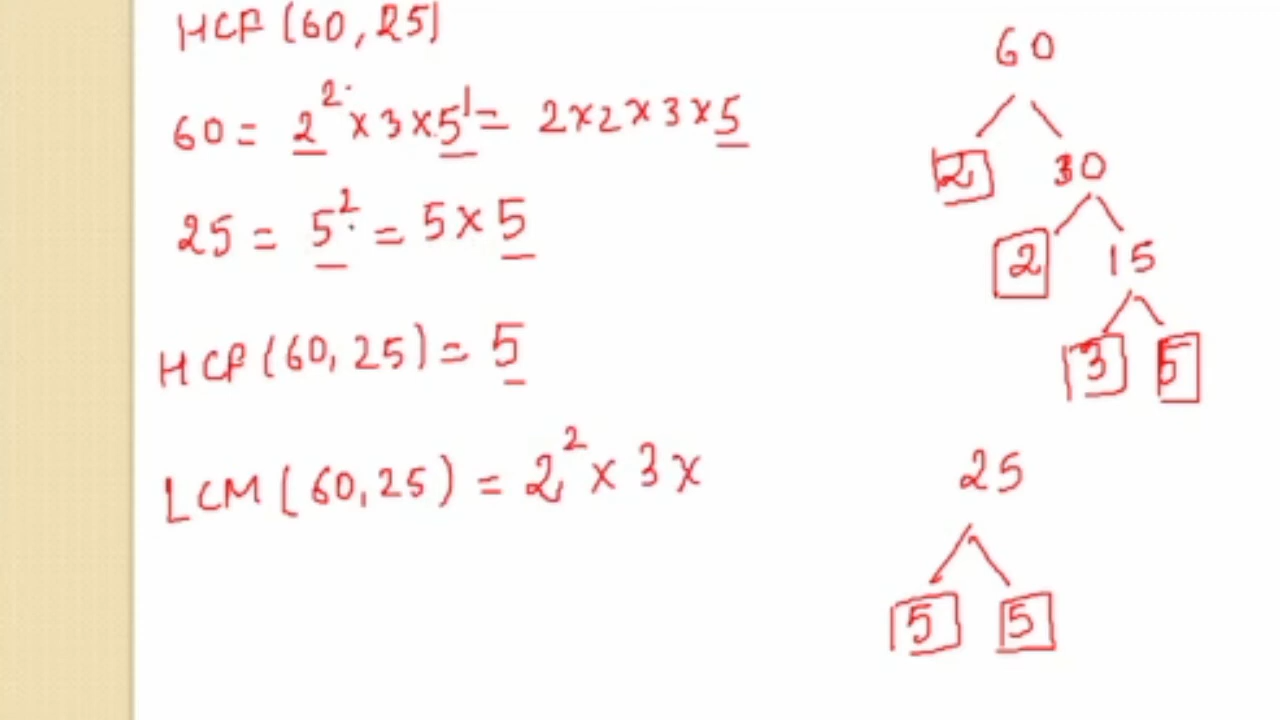 HCF (60, 25)
60 = 2² × 3 × 5¹ = 2 × 2 × 3 × 5
25 = 5² = 5 × 5
HCF (60, 25) = 5
LCM (60, 25) = 2² × 3 ×
60
2 30
2 15
3 5
25
5 5